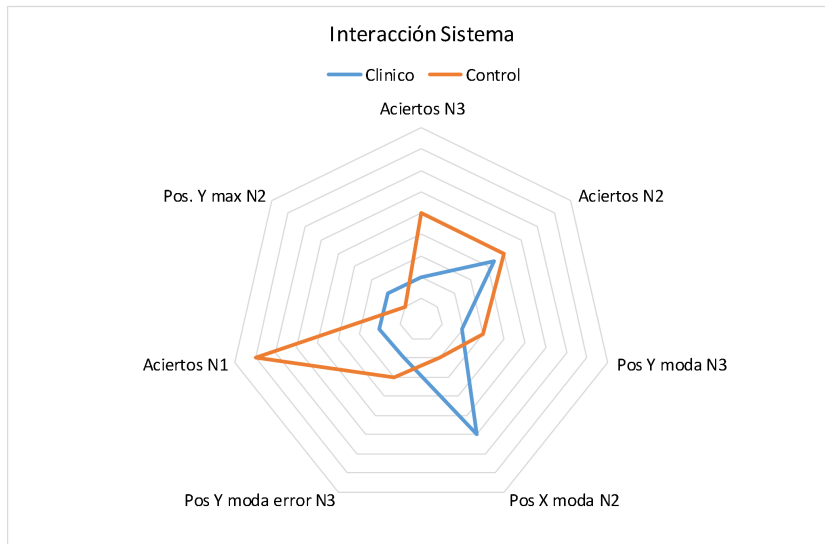 Interacción Sistema
Clinico Control
Aciertos N3
Pos. Y max N2
Aciertos N2
Aciertos N1
Pos Y moda N3
Pos Y moda error N3
Pos X moda N2